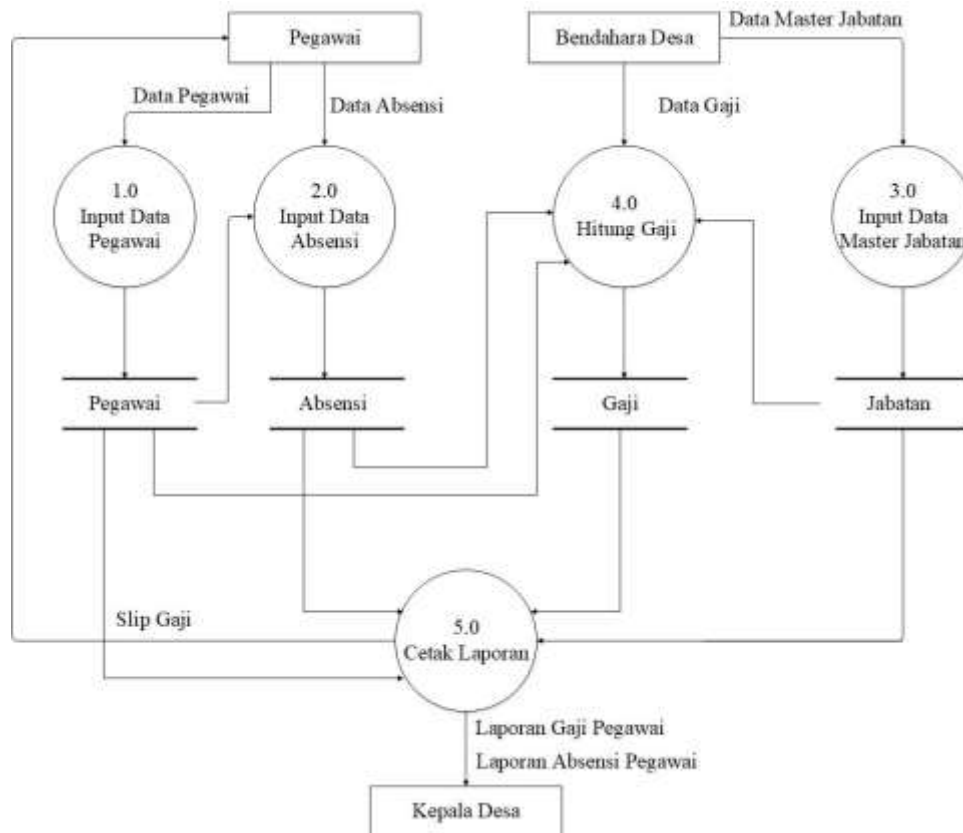 Pegawai
Bendahara Desa
Data Master Jabatan
Data Pegawai
Data Absensi
Data Gaji
1.0
Input Data
Pegawai
2.0
Input Data
Absensi
4.0
Hitung Gaji
3.0
Input Data
Master Jabatan
Pegawai
Absensi
Gaji
Jabatan
Slip Gaji
5.0
Cetak Laporan
Laporan Gaji Pegawai
Laporan Absensi Pegawai
Kepala Desa